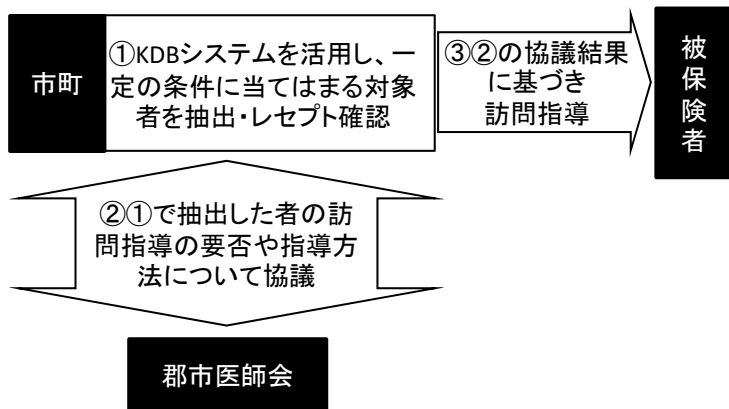 市町
①KDBシステムを活用し、一
定の条件に当てはまる対象
者を抽出・レセプト確認
③②の協議結果
に基づき
訪問指導
被保険者
②①で抽出した者の訪
問指導の要否や指導方
法について協議
郡市医師会